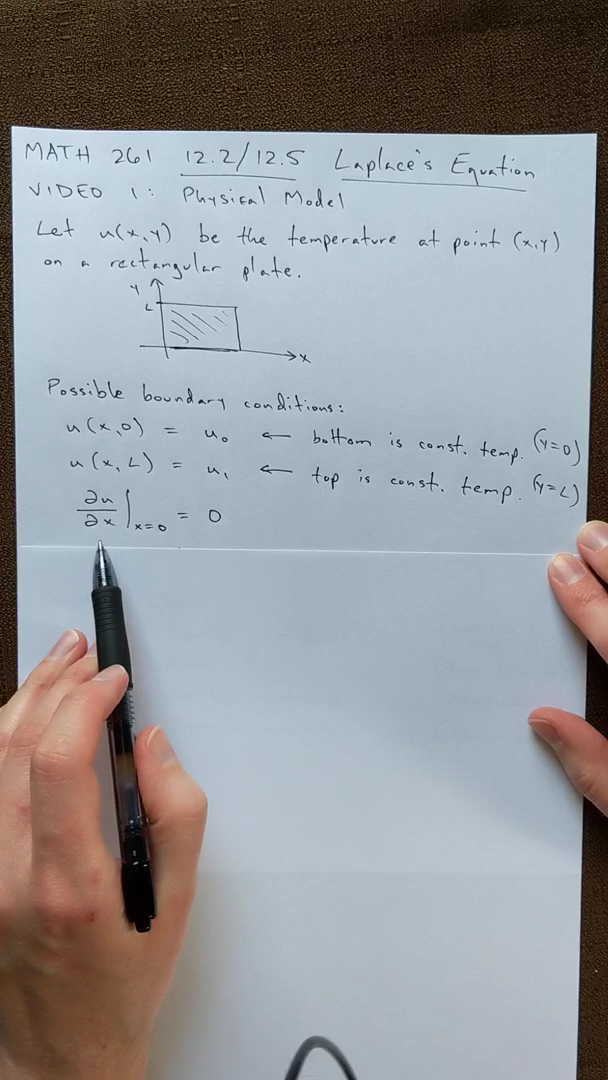 MATH 261 12.2/12.5 Laplace's Equation
VIDEO 1: Physical Model
Let u(x,y) be the temperature at point (x,y)
on a rectangular plate.
y
L
x
Possible boundary conditions:
u(x,0) = u₀ ← bottom is const. temp. (y=0)
u(x,L) = u₁ ← top is const. temp. (y=L)
∂u/∂x |ₓ₌₀ = 0